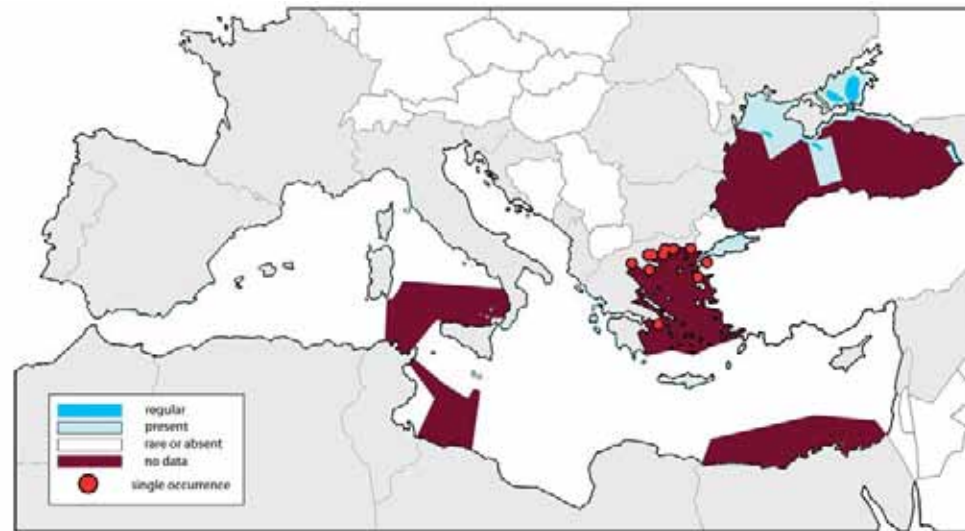 regular
present
rare or absent
no data
single occurrence